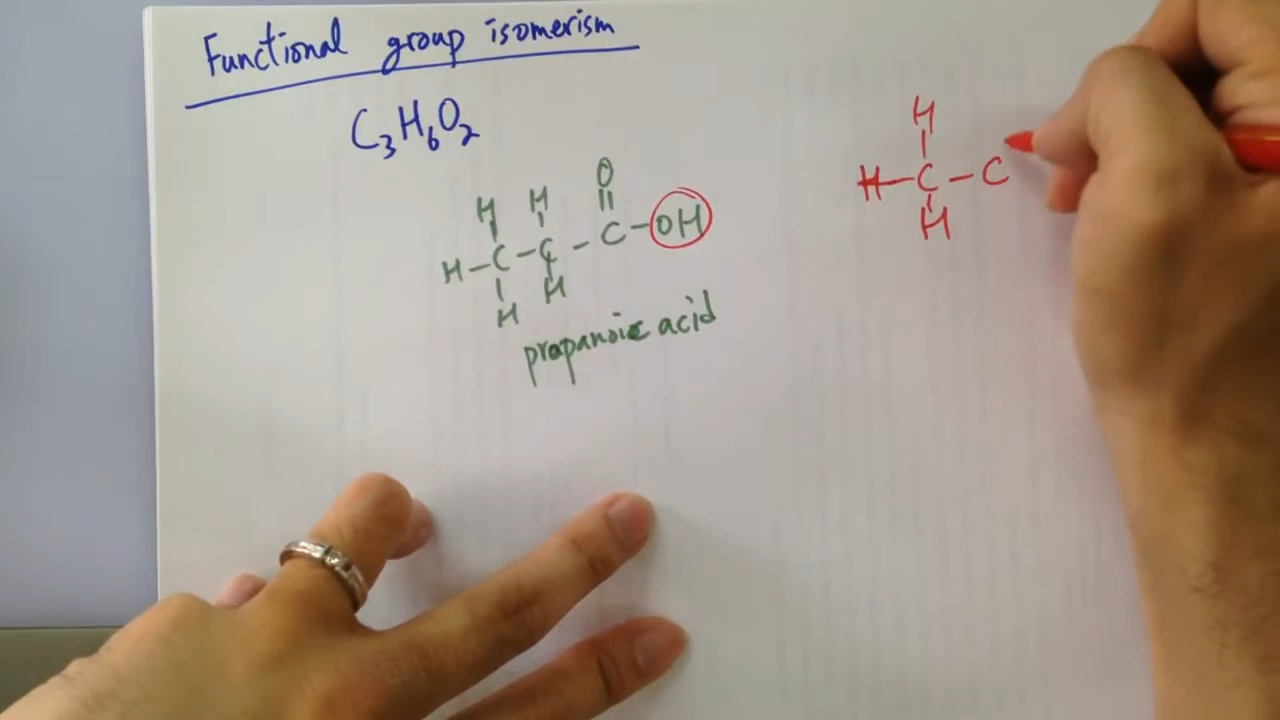 Functional group isomerism
C₃H₆O₂
O
H H ||
H–C–C–C–OH
H H
propanoic acid
H
H–C–C
H